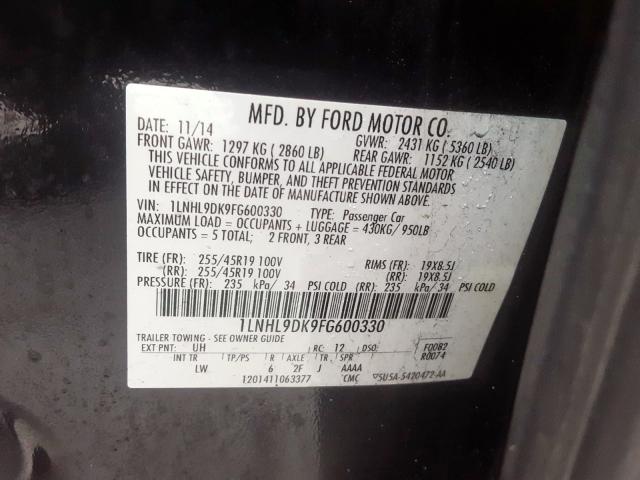 MFD. BY FORD MOTOR CO.
DATE: 11/14 GVWR: 2431 KG ( 5360 LB)
FRONT GAWR: 1297 KG ( 2860 LB) REAR GAWR: 1152 KG ( 2540 LB)
THIS VEHICLE CONFORMS TO ALL APPLICABLE FEDERAL MOTOR
VEHICLE SAFETY, BUMPER, AND THEFT PREVENTION STANDARDS
IN EFFECT ON THE DATE OF MANUFACTURE SHOWN ABOVE.
VIN: 1LNHL9DK9FG600330 TYPE: Passenger Car
MAXIMUM LOAD = OCCUPANTS + LUGGAGE = 430KG/ 950LB
OCCUPANTS = 5 TOTAL; 2 FRONT, 3 REAR
TIRE (FR): 255/45R19 100V RIMS (FR): 19X8.5J
(RR): 255/45R19 100V (RR): 19X8.5J
PRESSURE (FR): 235 kPa/ 34 PSI COLD (RR): 235 kPa/ 34 PSI COLD
1LNHL9DK9FG600330
TRAILER TOWING - SEE OWNER GUIDE
EXT PNT: UH RC: 12 DSO: F0082
R0074
INT TR TP/PS R AXLE TR SPR
LW 6 2F J AAAA
1201411063377 CMC 5U5A-5420472-AA